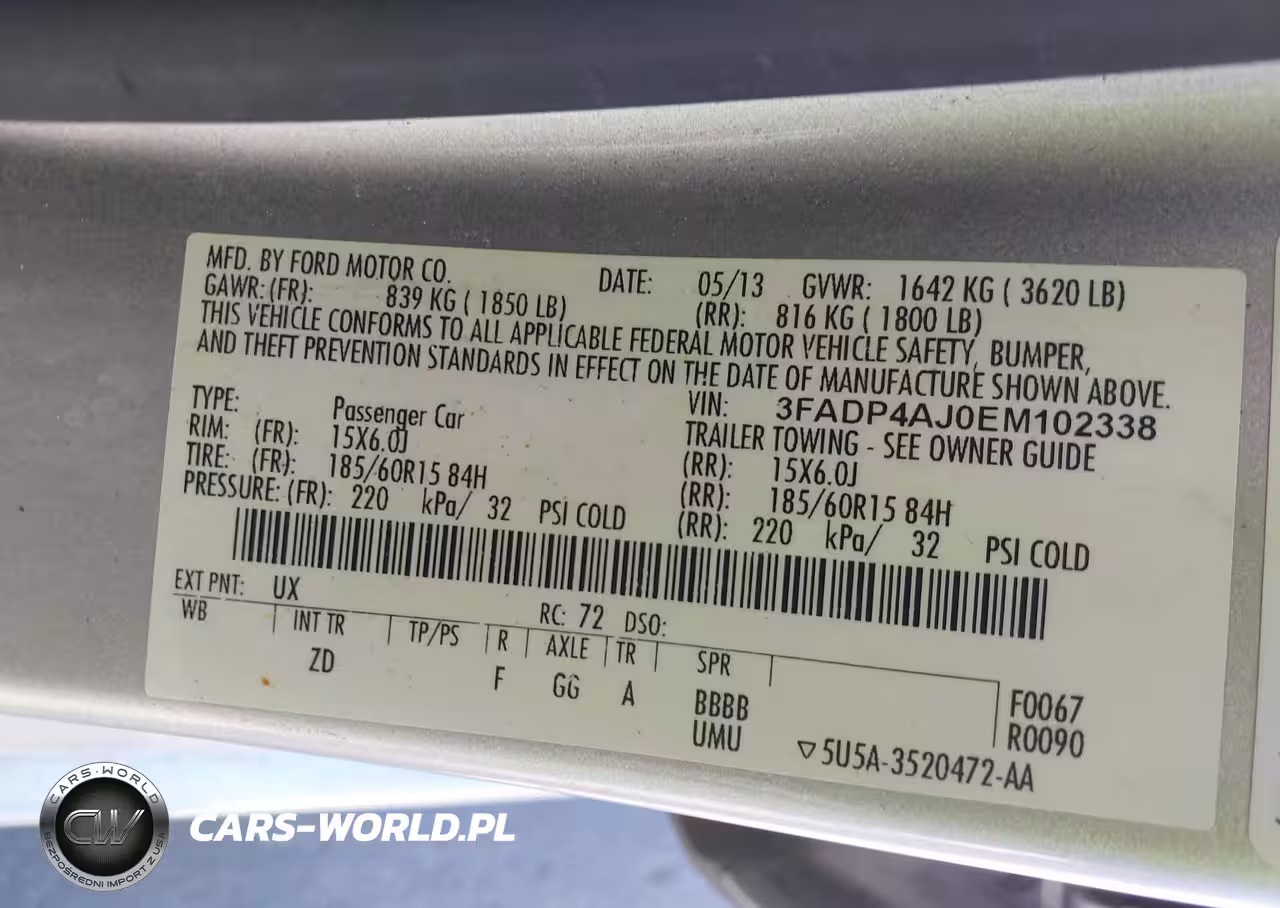 MFD. BY FORD MOTOR CO. DATE: 05/13 GVWR: 1642 KG ( 3620 LB)
GAWR: (FR): 839 KG ( 1850 LB) (RR): 816 KG ( 1800 LB)
THIS VEHICLE CONFORMS TO ALL APPLICABLE FEDERAL MOTOR VEHICLE SAFETY, BUMPER,
AND THEFT PREVENTION STANDARDS IN EFFECT ON THE DATE OF MANUFACTURE SHOWN ABOVE.
VIN: 3FADP4AJ0EM102338
TYPE: Passenger Car TRAILER TOWING - SEE OWNER GUIDE
RIM: (FR): 15X6.0J (RR): 15X6.0J
TIRE: (FR): 185/60R15 84H (RR): 185/60R15 84H
PRESSURE: (FR): 220 kPa/ 32 PSI COLD (RR): 220 kPa/ 32 PSI COLD
EXT PNT: UX RC: 72 DSO:
WB INT TR TP/PS R AXLE TR SPR
ZD F GG A BBBB F0067
UMU R0090
▽5U5A-3520472-AA
CARS-WORLD
CW
BEZPOŚREDNI IMPORT Z USA
CARS-WORLD.PL